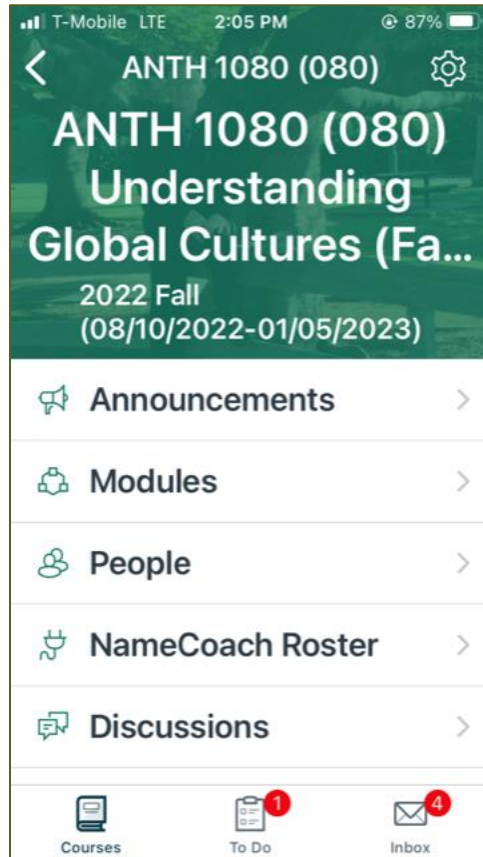 T-Mobile LTE 2:05 PM 87%
ANTH 1080 (080)
ANTH 1080 (080)
Understanding
Global Cultures (Fa...
2022 Fall
(08/10/2022-01/05/2023)
Announcements
Modules
People
NameCoach Roster
Discussions
1
4
Courses
To Do
Inbox